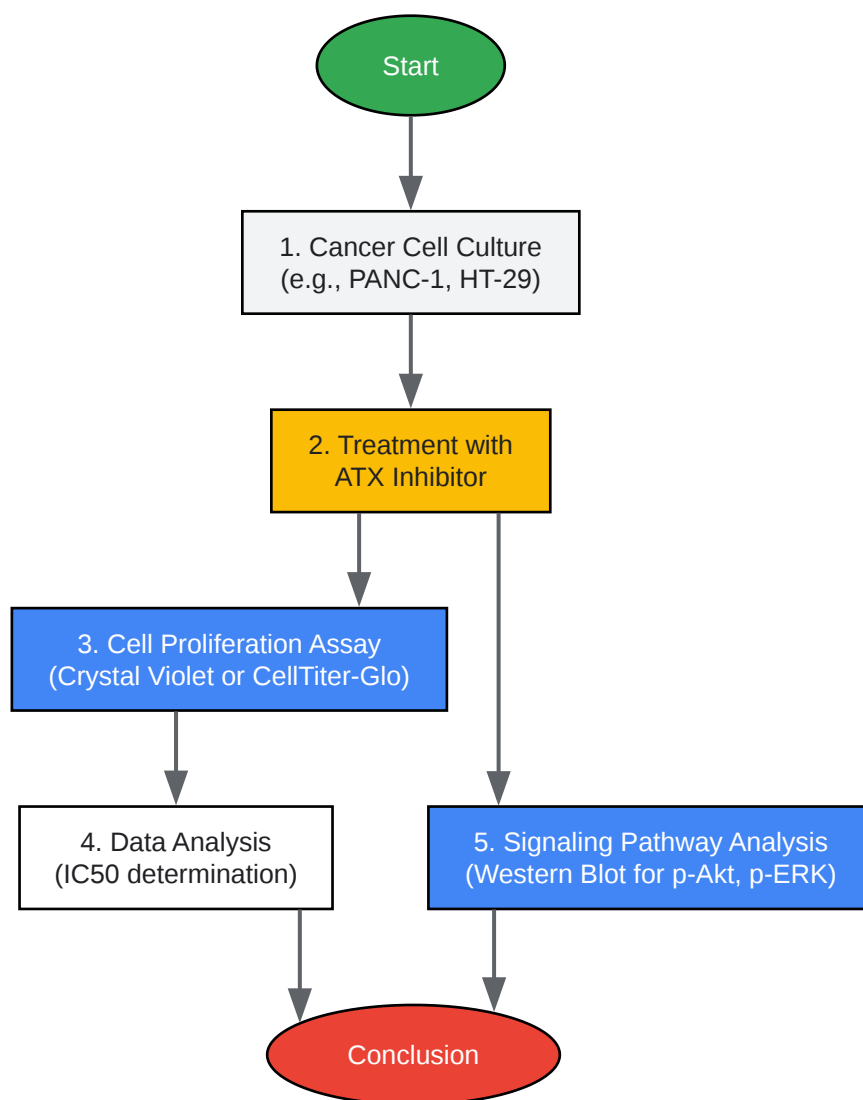 Start
1. Cancer Cell Culture
(e.g., PANC-1, HT-29)
2. Treatment with
ATX Inhibitor
3. Cell Proliferation Assay
(Crystal Violet or CellTiter-Glo)
4. Data Analysis
(IC50 determination)
5. Signaling Pathway Analysis
(Western Blot for p-Akt, p-ERK)
Conclusion